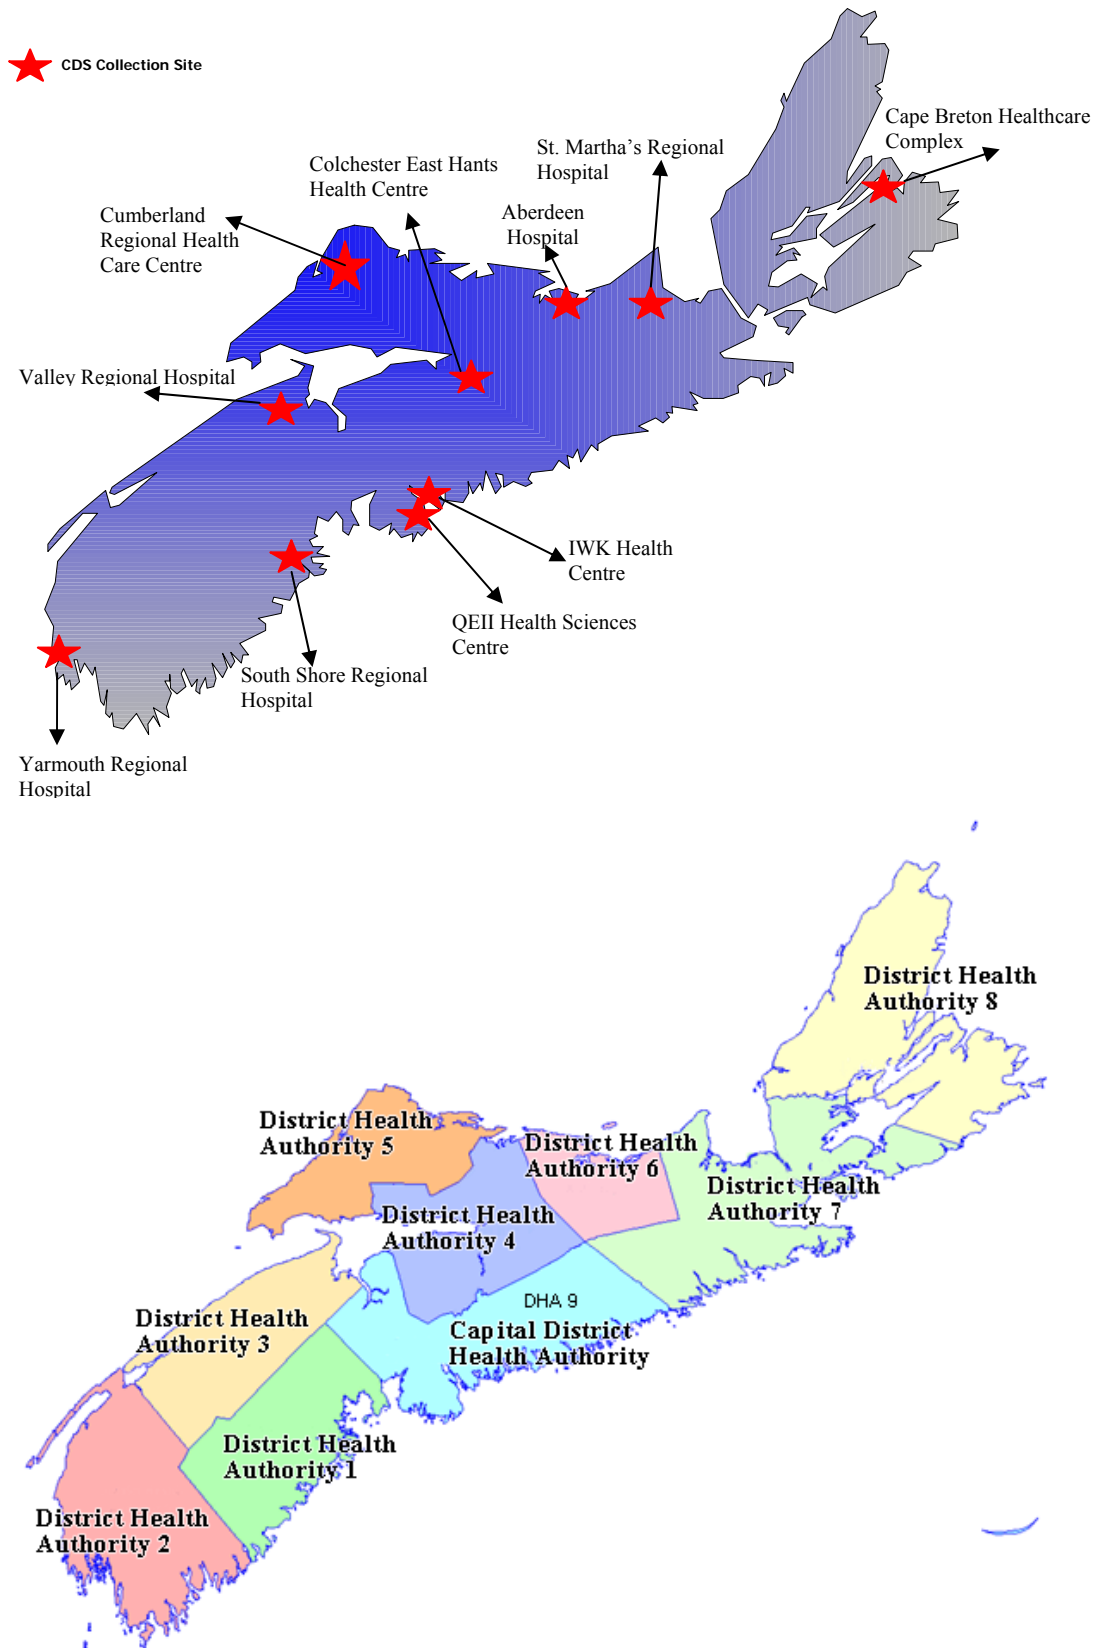 CDS Collection Site
Cape Breton Healthcare
Complex
St. Martha’s Regional
Hospital
Colchester East Hants
Health Centre
Aberdeen
Hospital
Cumberland
Regional Health
Care Centre
Valley Regional Hospital
IWK Health
Centre
QEII Health Sciences
Centre
South Shore Regional
Hospital
Yarmouth Regional
Hospital
District Health
Authority 8
District Health
Authority 5
District Health
Authority 6
District Health
Authority 7
District Health
Authority 4
DHA 9
Capital District
Health Authority
District Health
Authority 3
District Health
Authority 1
District Health
Authority 2